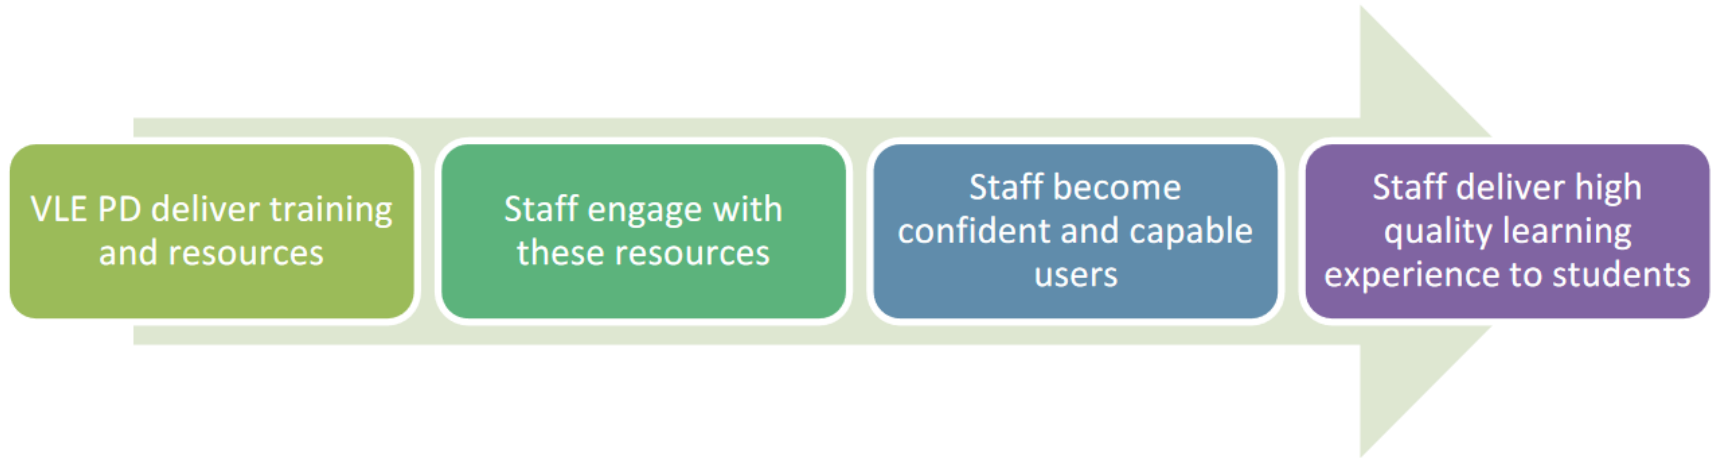 VLE PD deliver training
and resources
Staff engage with
these resources
Staff become
confident and capable
users
Staff deliver high
quality learning
experience to students